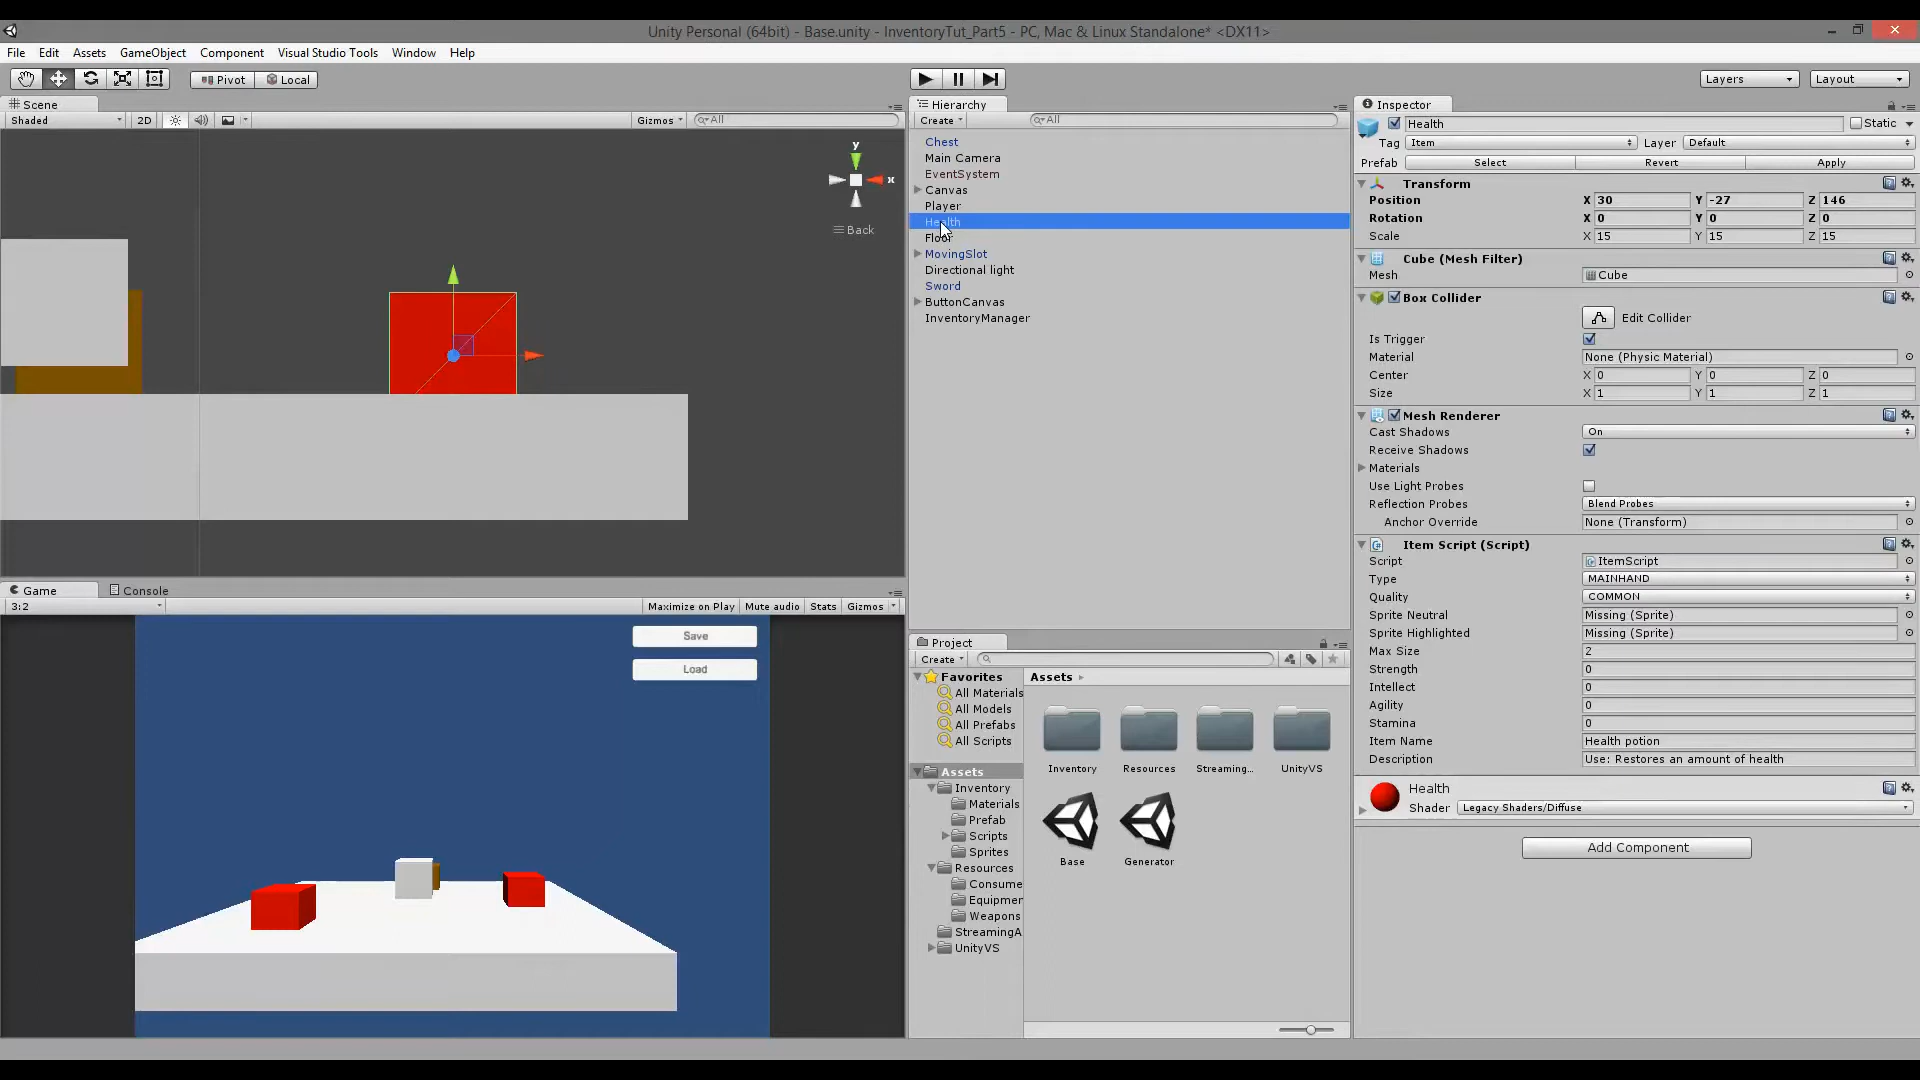 Unity Personal (64bit) - Base.unity - InventoryTut_Part5 - PC, Mac & Linux Standalone* <DX11>
File Edit Assets GameObject Component Visual Studio Tools Window Help
Pivot Local Layers Layout
Scene
Shaded 2D Gizmos All
y
x
Back
Game Console
3:2 Maximize on Play Mute audio Stats Gizmos
Save
Load
Hierarchy
Create All
Chest
Main Camera
EventSystem
Canvas
Player
Health
Floor
MovingSlot
Directional light
Sword
ButtonCanvas
InventoryManager
Project
Create
Favorites
All Materials
All Models
All Prefabs
All Scripts
Assets
Inventory
Materials
Prefab
Scripts
Sprites
Resources
Consume
Equipmer
Weapons
StreamingA
UnityVS
Assets
Inventory Resources Streaming... UnityVS
Base Generator
Inspector
Health Static
Tag Item Layer Default
Prefab Select Revert Apply
Transform
Position X 30 Y -27 Z 146
Rotation X 0 Y 0 Z 0
Scale X 15 Y 15 Z 15
Cube (Mesh Filter)
Mesh Cube
Box Collider
Edit Collider
Is Trigger
Material None (Physic Material)
Center X 0 Y 0 Z 0
Size X 1 Y 1 Z 1
Mesh Renderer
Cast Shadows On
Receive Shadows
Materials
Use Light Probes
Reflection Probes Blend Probes
Anchor Override None (Transform)
Item Script (Script)
Script ItemScript
Type MAINHAND
Quality COMMON
Sprite Neutral Missing (Sprite)
Sprite Highlighted Missing (Sprite)
Max Size 2
Strength 0
Intellect 0
Agility 0
Stamina 0
Item Name Health potion
Description Use: Restores an amount of health
Health
Shader Legacy Shaders/Diffuse
Add Component